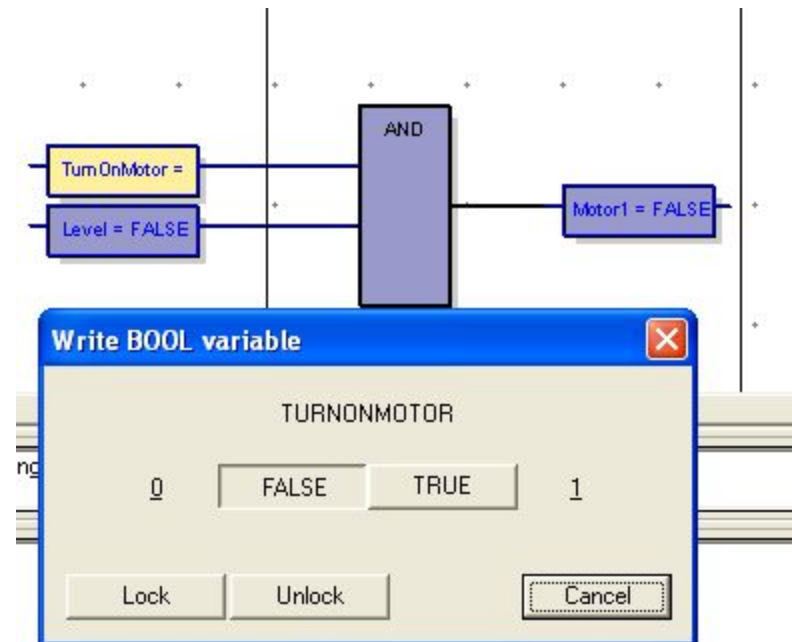 AND
TurnOnMotor =
Level = FALSE
Motor1 = FALSE
Write BOOL variable
TURNONMOTOR
0 FALSE TRUE 1
Lock Unlock Cancel